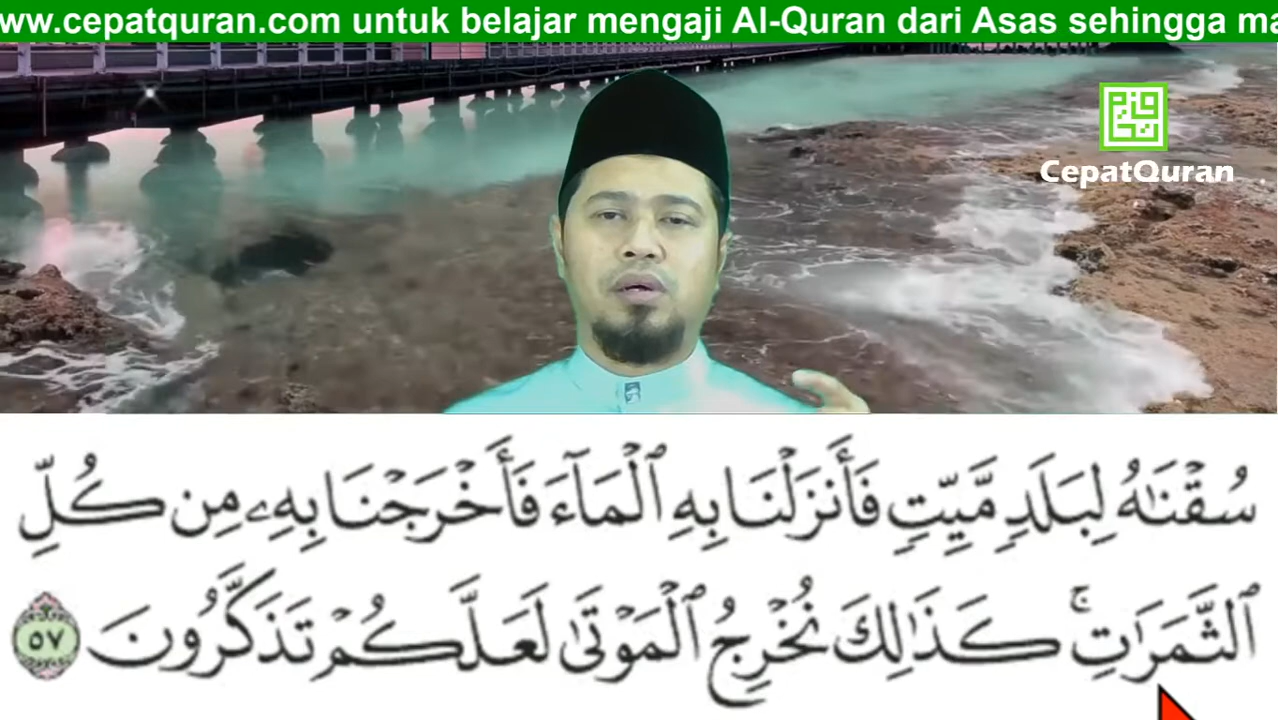 ww.cepatquran.com untuk belajar mengaji Al-Quran dari Asas sehingga ma
CepatQuran
سُقْنَٰهُ لِبَلَدٍ مَّيِّتٍ فَأَنزَلْنَا بِهِ ٱلْمَآءَ فَأَخْرَجْنَا بِهِۦ مِن كُلِّ
ٱلثَّمَرَٰتِ ۚ كَذَٰلِكَ نُخْرِجُ ٱلْمَوْتَىٰ لَعَلَّكُمْ تَذَكَّرُونَ ٥٧